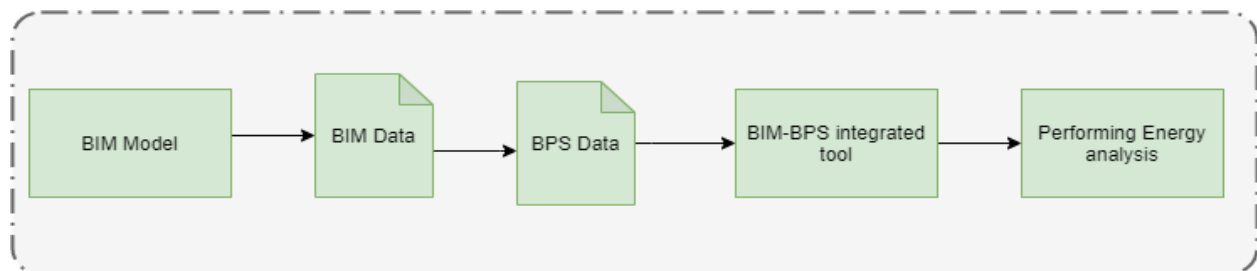 BIM Model
BIM Data
BPS Data
BIM-BPS integrated
tool
Performing Energy
analysis